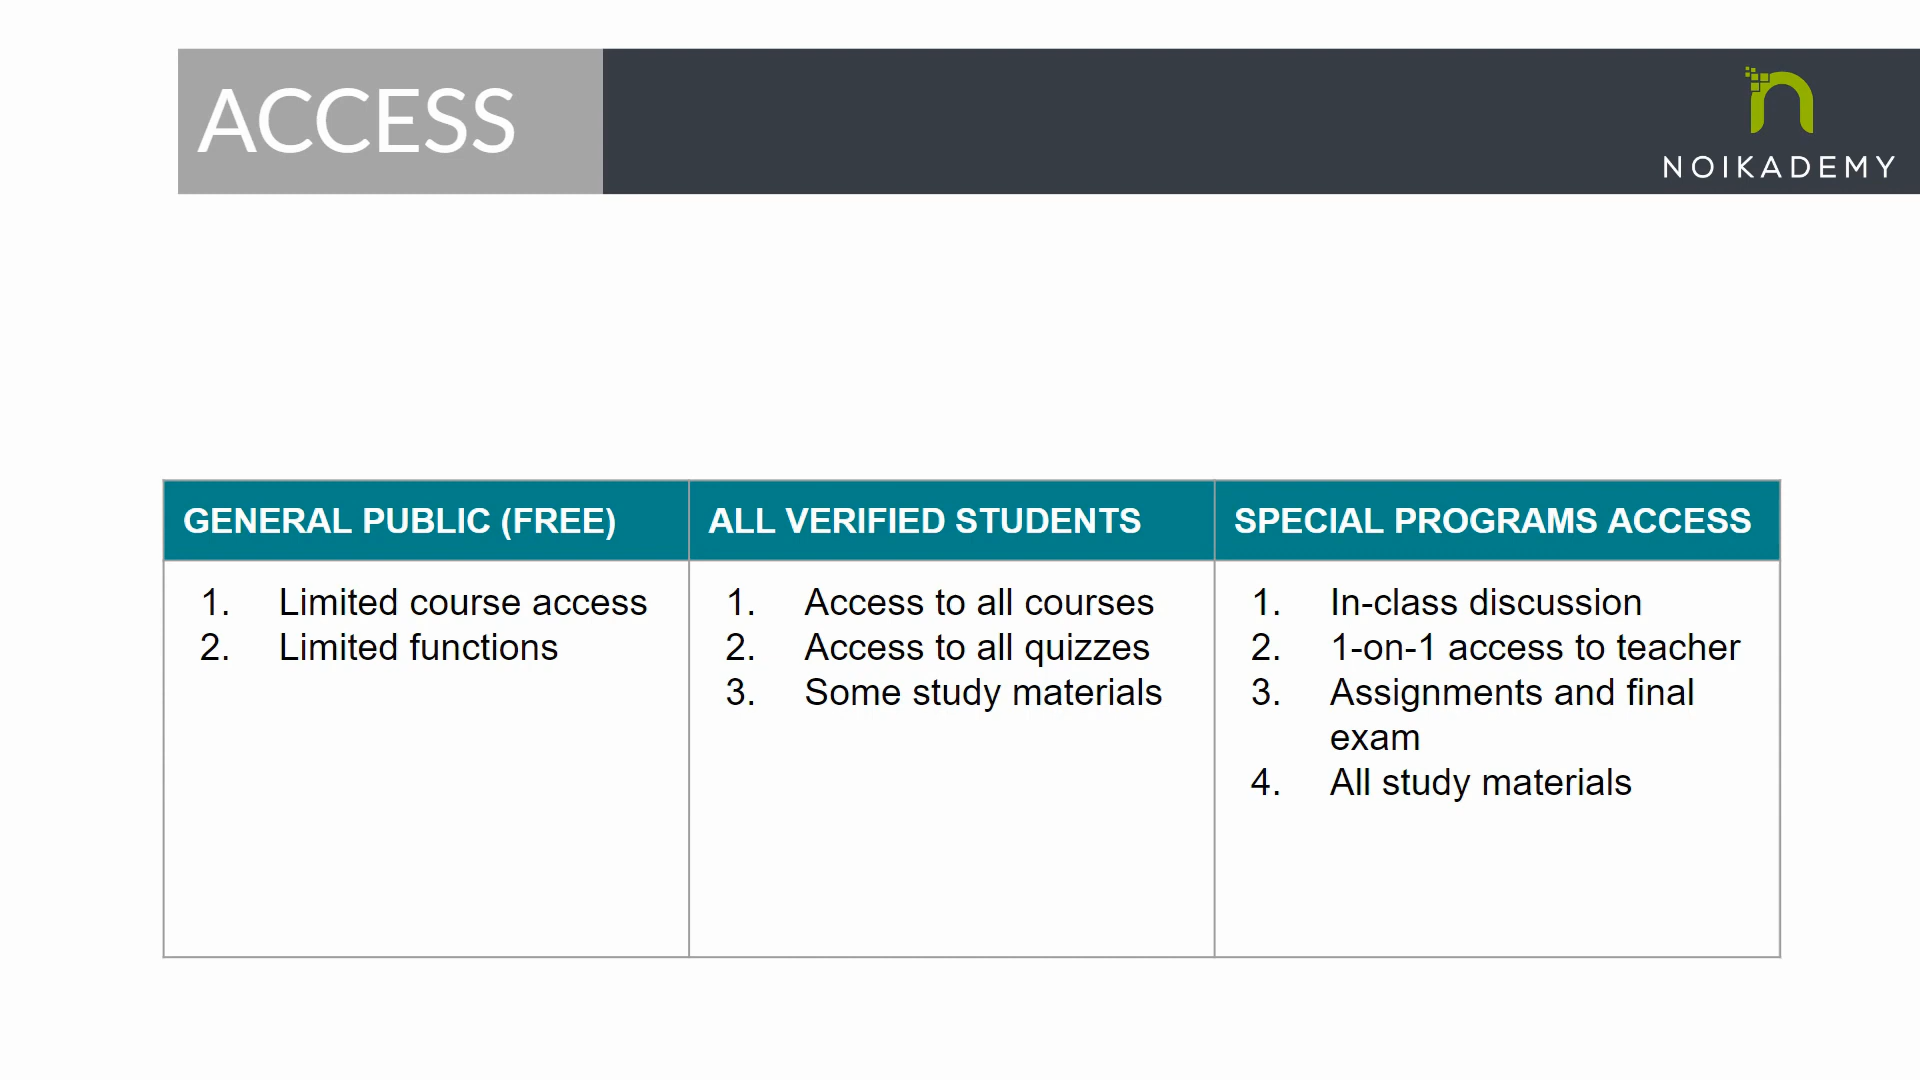 ACCESS
NOIKADEMY
GENERAL PUBLIC (FREE)
1. Limited course access
2. Limited functions
ALL VERIFIED STUDENTS
1. Access to all courses
2. Access to all quizzes
3. Some study materials
SPECIAL PROGRAMS ACCESS
1. In-class discussion
2. 1-on-1 access to teacher
3. Assignments and final
exam
4. All study materials